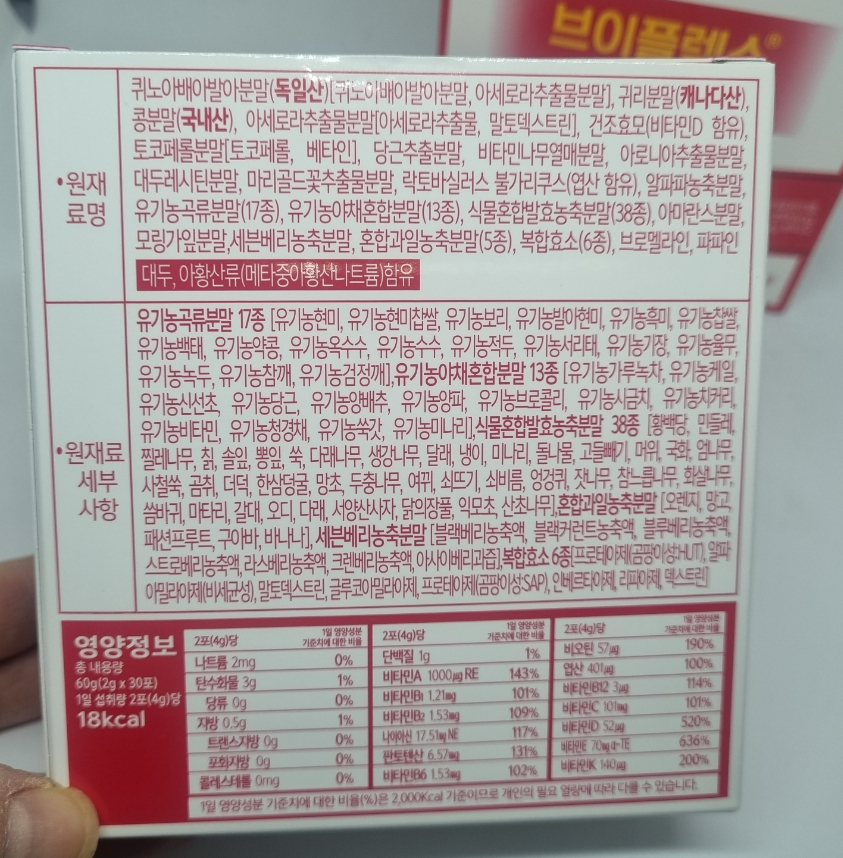 브이플렉스®
•원재
료명
퀴노아배아발아분말(독일산)[퀴노아배아발아분말, 아세로라추출물분말], 귀리분말(캐나다산),
콩분말(국내산), 아세로라추출물분말[아세로라추출물, 말토덱스트린], 건조효모(비타민D 함유),
토코페롤분말[토코페롤, 베타인], 당근추출분말, 비타민나무열매분말, 아로니아추출물분말,
대두레시틴분말, 마리골드꽃추출물분말, 락토바실러스 불가리쿠스(엽산 함유), 알파파농축분말,
유기농곡류분말(17종), 유기농야채혼합분말(13종), 식물혼합발효농축분말(38종), 아마란스분말,
모링가잎분말,세븐베리농축분말, 혼합과일농축분말(5종), 복합효소(6종), 브로멜라인, 파파인
대두, 아황산류(메타중아황산나트륨)함유
•원재료
세부
사항
유기농곡류분말 17종 [유기농현미, 유기농현미찹쌀, 유기농보리, 유기농발아현미, 유기농흑미, 유기농찹쌀,
유기농백태, 유기농약콩, 유기농옥수수, 유기농수수, 유기농적두, 유기농서리태, 유기농기장, 유기농율무,
유기농녹두, 유기농참깨, 유기농검정깨],유기농야채혼합분말 13종 [유기농가루녹차, 유기농케일,
유기농신선초, 유기농당근, 유기농양배추, 유기농양파, 유기농브로콜리, 유기농시금치, 유기농치커리,
유기농비타민, 유기농청경채, 유기농쑥갓, 유기농미나리],식물혼합발효농축분말 38종 [황백당, 민들레,
찔레나무, 칡, 솔잎, 뽕잎, 쑥, 다래나무, 생강나무, 달래, 냉이, 미나리, 돌나물, 고들빼기, 머위, 국화, 엄나무,
사철쑥, 곰취, 더덕, 한삼덩굴, 망초, 두충나무, 여뀌, 쇠뜨기, 쇠비름, 엉겅퀴, 잣나무, 참느릅나무, 화살나무,
씀바귀, 마타리, 갈대, 오디, 다래, 서양산사자, 닭의장풀, 익모초, 산초나무],혼합과일농축분말 [오렌지, 망고,
패션프루트, 구아바, 바나나], 세븐베리농축분말 [블랙베리농축액, 블랙커런트농축액, 블루베리농축액,
스트로베리농축액, 라스베리농축액, 크렌베리농축액, 아사이베리과즙],복합효소 6종[프로테아제(곰팡이성:HUT), 알파
아밀라아제(비세균성), 말토덱스트린, 글루코아밀라아제, 프로테아제(곰팡이성:SAP), 인베르타아제, 리파아제, 덱스트린]
영양정보
총 내용량
60g(2g x 30포)
1일 섭취량 2포(4g)당
18kcal
2포(4g)당 1일 영양성분 기준치에 대한 비율
나트륨 2mg 0%
탄수화물 3g 1%
당류 0g 0%
지방 0.5g 1%
트랜스지방 0g 0%
포화지방 0g 0%
콜레스테롤 0mg 0%
2포(4g)당 1일 영양성분 기준치에 대한 비율
단백질 1g 1%
비타민A 1000㎍ RE 143%
비타민B1 1.21㎎ 101%
비타민B2 1.53㎎ 109%
나이아신 17.51㎎ NE 117%
판토텐산 6.57㎎ 131%
비타민B6 1.53㎎ 102%
2포(4g)당 1일 영양성분 기준치에 대한 비율
비오틴 57㎍ 190%
엽산 401㎍ 100%
비타민B12 3㎍ 114%
비타민C 101㎎ 101%
비타민D 52㎍ 520%
비타민E 70㎎ α-TE 636%
비타민K 140㎍ 200%
1일 영양성분 기준치에 대한 비율(%)은 2,000Kcal 기준이므로 개인의 필요 열량에 따라 다를 수 있습니다.